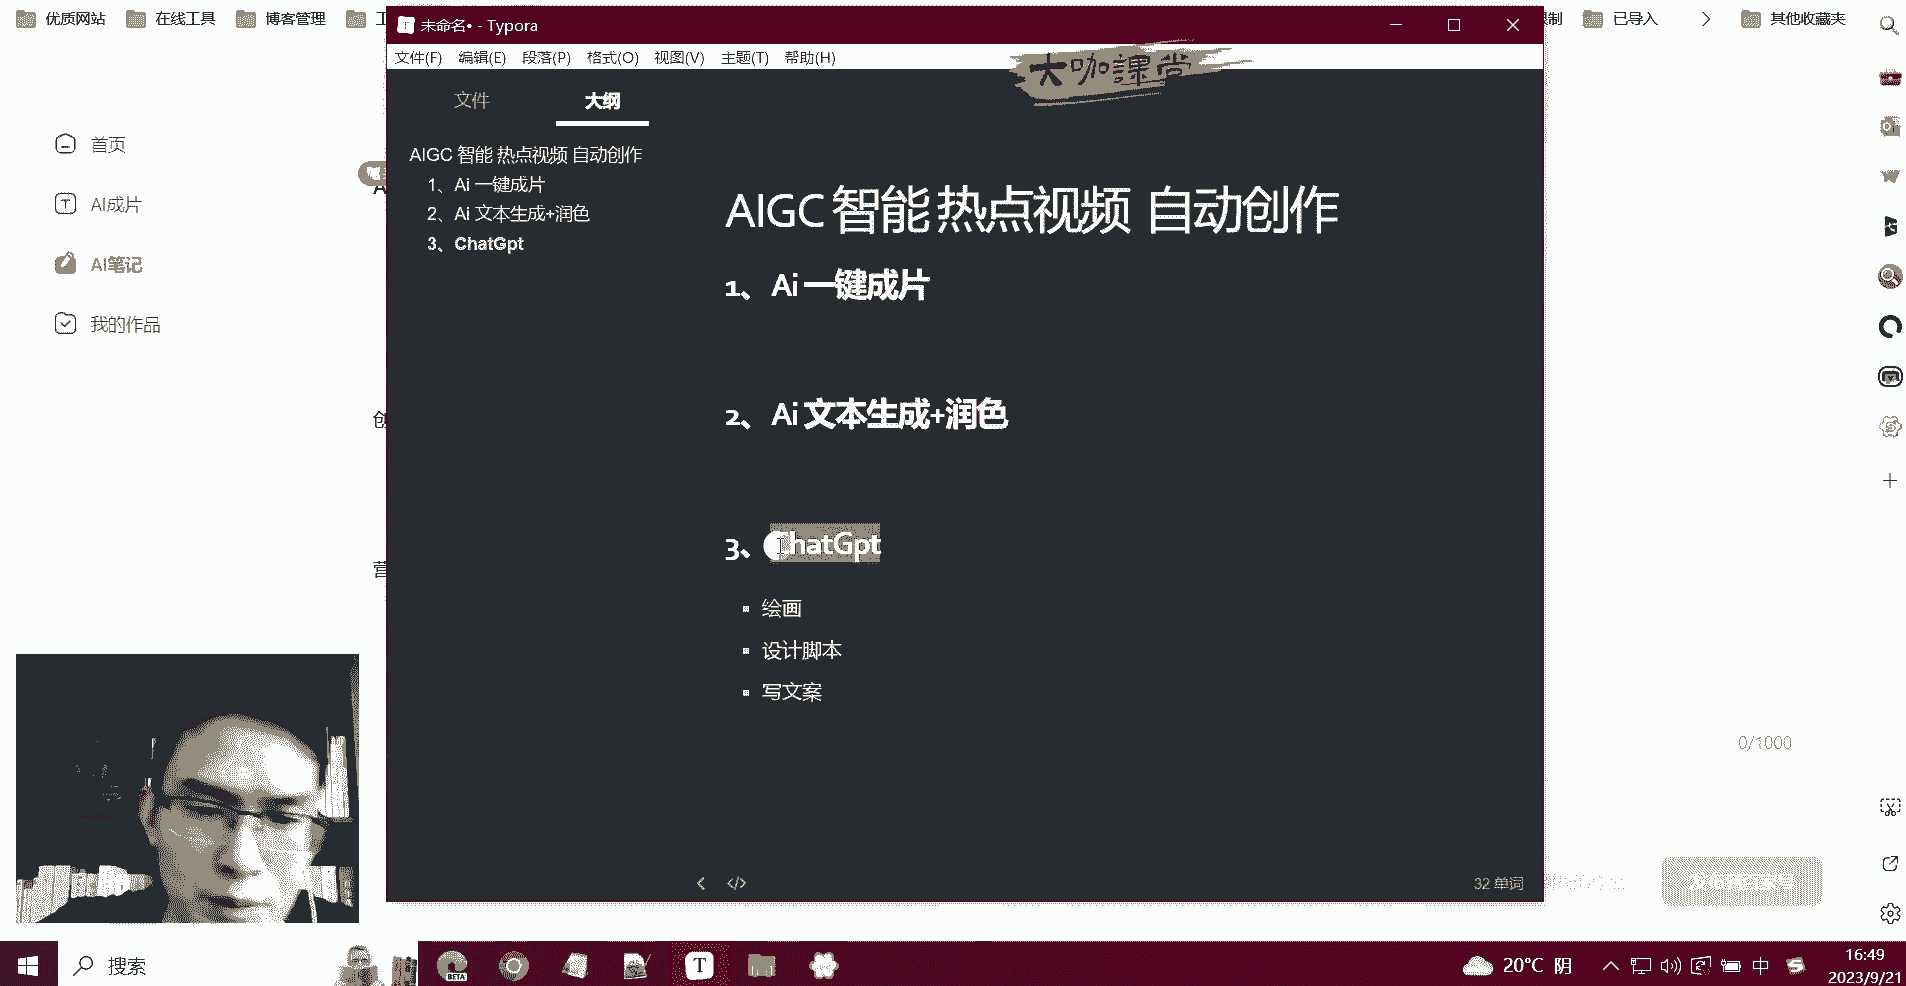 优质网站
在线工具
博客管理
已导入
其他收藏夹
未命名• - Typora
文件(F) 编辑(E) 段落(P) 格式(O) 视图(V) 主题(T) 帮助(H)
大咖課堂
文件
大纲
首页
AI成片
AI笔记
我的作品
AIGC 智能 热点视频 自动创作
1、Ai 一键成片
2、Ai 文本生成+润色
3、ChatGpt
AIGC 智能 热点视频 自动创作
1、Ai 一键成片
2、Ai 文本生成+润色
3、ChatGpt
绘画
设计脚本
写文案
创
营
0/1000
</>
32 单词
搜索
BETA
T
20°C 阴
中
16:49
2023/9/21